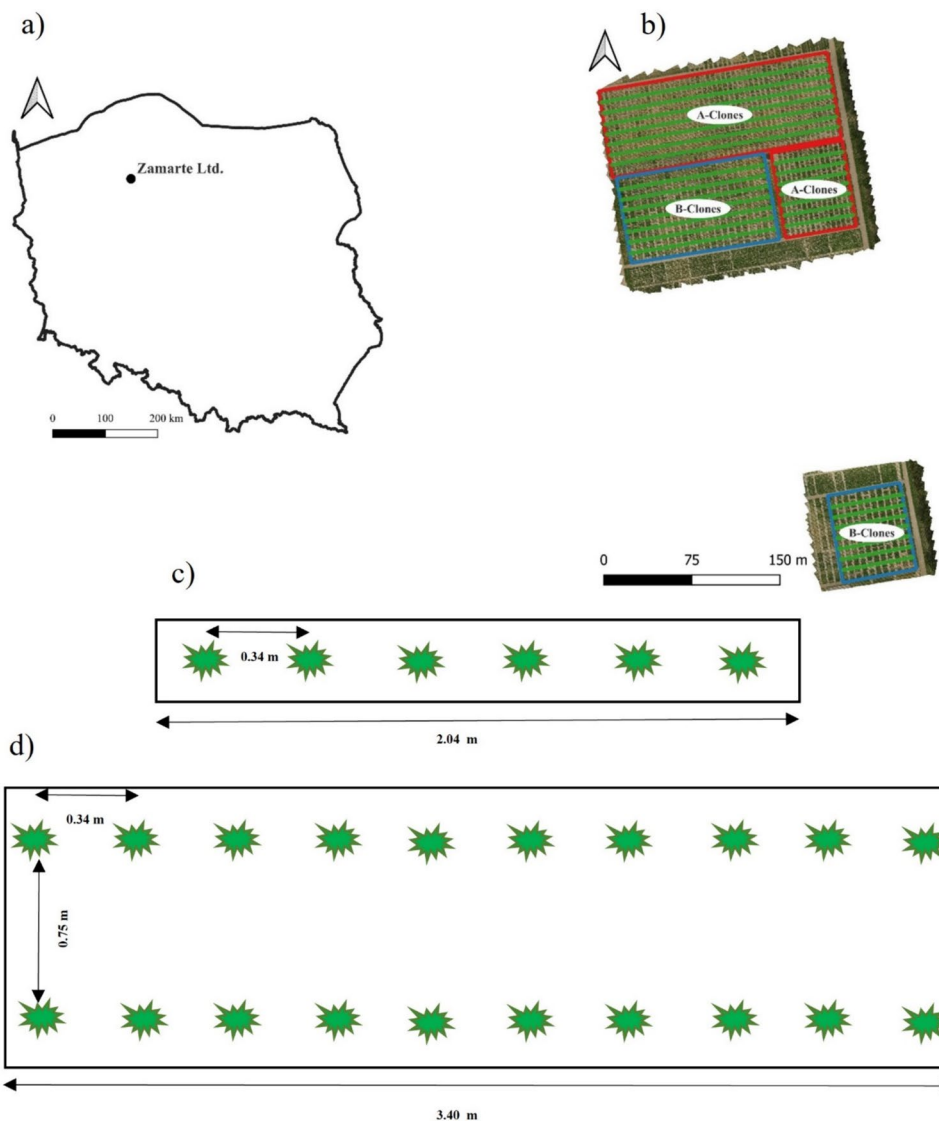 a)
b)
Zamarte Ltd.
0 100 200 km
A-Clones
A-Clones
B-Clones
B-Clones
0 75 150 m
c)
0.34 m
2.04 m
d)
0.34 m
0.75 m
3.40 m